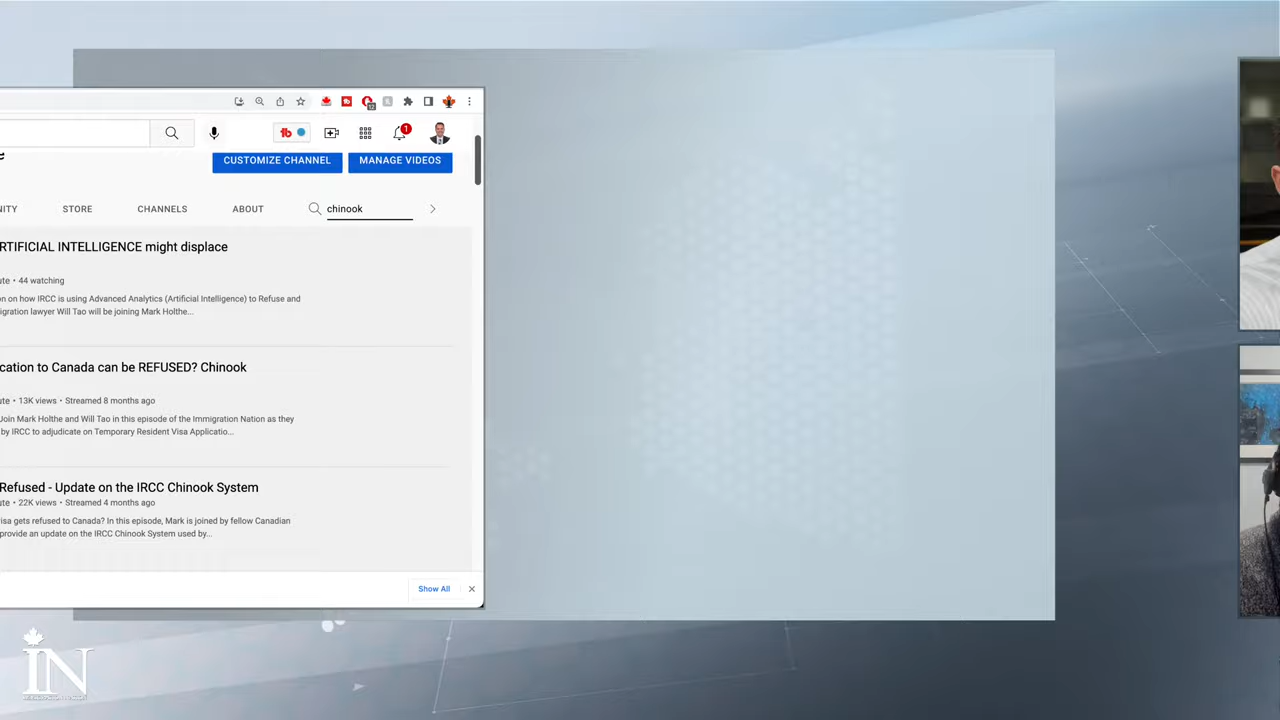 1
12
e
CUSTOMIZE CHANNEL
MANAGE VIDEOS
NITY
STORE
CHANNELS
ABOUT
chinook
RTIFICIAL INTELLIGENCE might displace
ute • 44 watching
n on how IRCC is using Advanced Analytics (Artificial Intelligence) to Refuse and
igration lawyer Will Tao will be joining Mark Holthe...
cation to Canada can be REFUSED? Chinook
ute • 13K views • Streamed 8 months ago
Join Mark Holthe and Will Tao in this episode of the Immigration Nation as they
by IRCC to adjudicate on Temporary Resident Visa Applicatio...
Refused - Update on the IRCC Chinook System
ute • 22K views • Streamed 4 months ago
isa gets refused to Canada? In this episode, Mark is joined by fellow Canadian
provide an update on the IRCC Chinook System used by...
Show All
IN